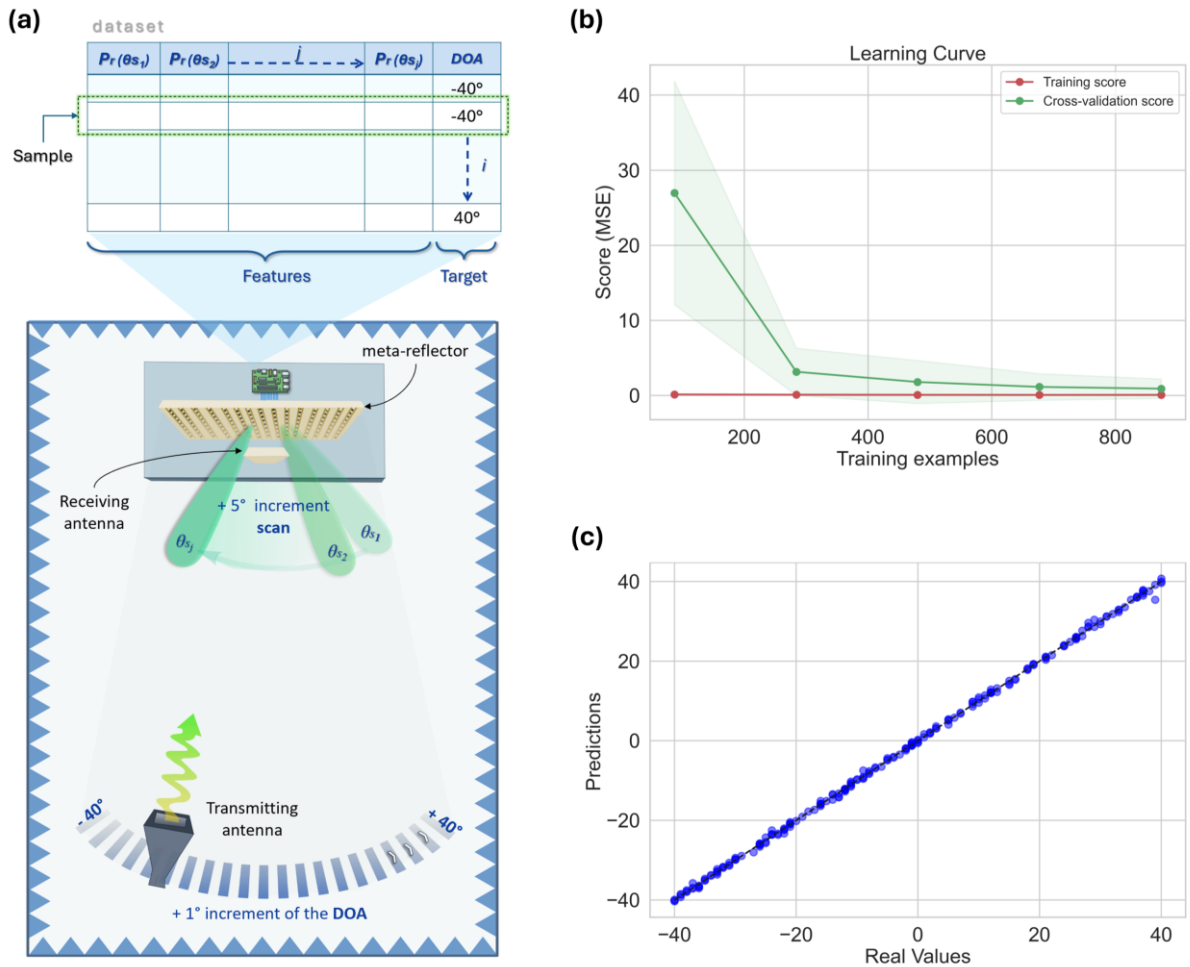 (a)
dataset
Pr (θs1) Pr (θs2) j Pr (θsj) DOA
-40°
-40°
Sample
i
40°
Features Target
meta-reflector
Receiving
antenna
+ 5° increment
scan
θsj θs2 θs1
Transmitting
antenna
- 40° + 40°
+ 1° increment of the DOA
(b)
Learning Curve
Training score
Cross-validation score
40
30
20
10
0
Score (MSE)
200 400 600 800
Training examples
(c)
40
20
0
−20
−40
Predictions
−40 −20 0 20 40
Real Values